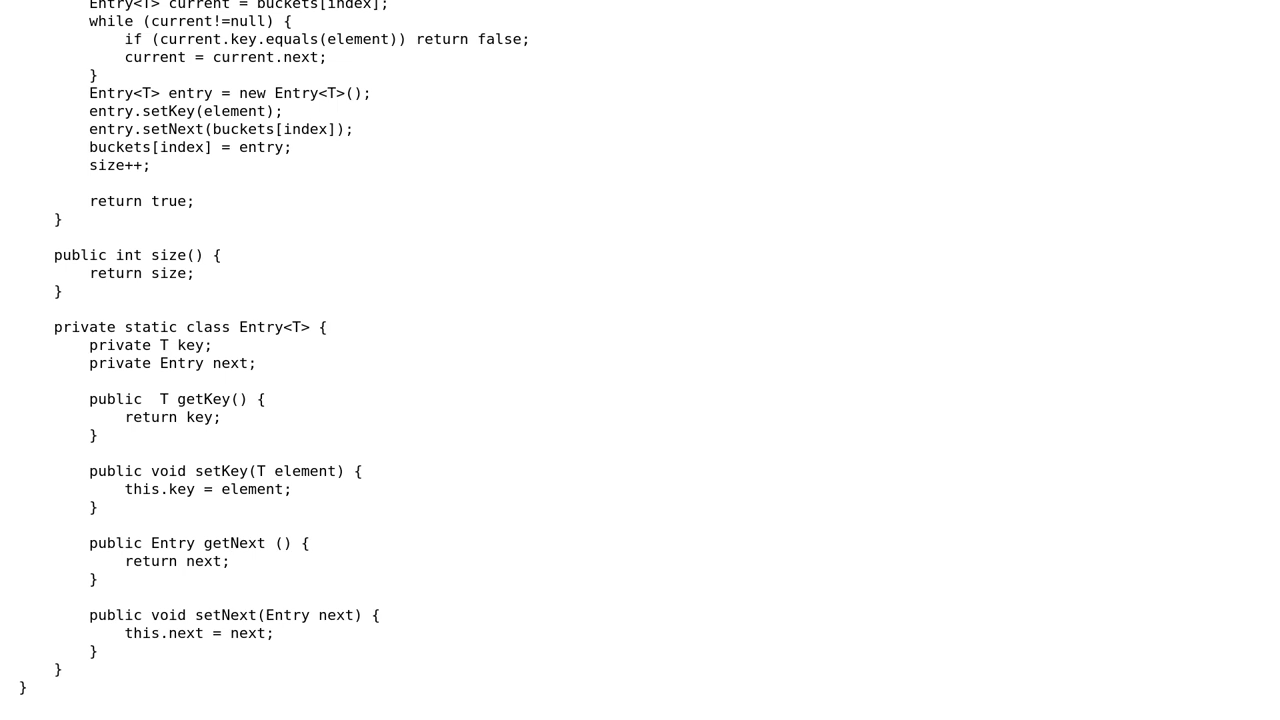 Entry<T> current = buckets[index];
        while (current!=null) {
            if (current.key.equals(element)) return false;
            current = current.next;
        }
        Entry<T> entry = new Entry<T>();
        entry.setKey(element);
        entry.setNext(buckets[index]);
        buckets[index] = entry;
        size++;

        return true;
    }

    public int size() {
        return size;
    }

    private static class Entry<T> {
        private T key;
        private Entry next;

        public  T getKey() {
            return key;
        }

        public void setKey(T element) {
            this.key = element;
        }

        public Entry getNext () {
            return next;
        }

        public void setNext(Entry next) {
            this.next = next;
        }
    }
}